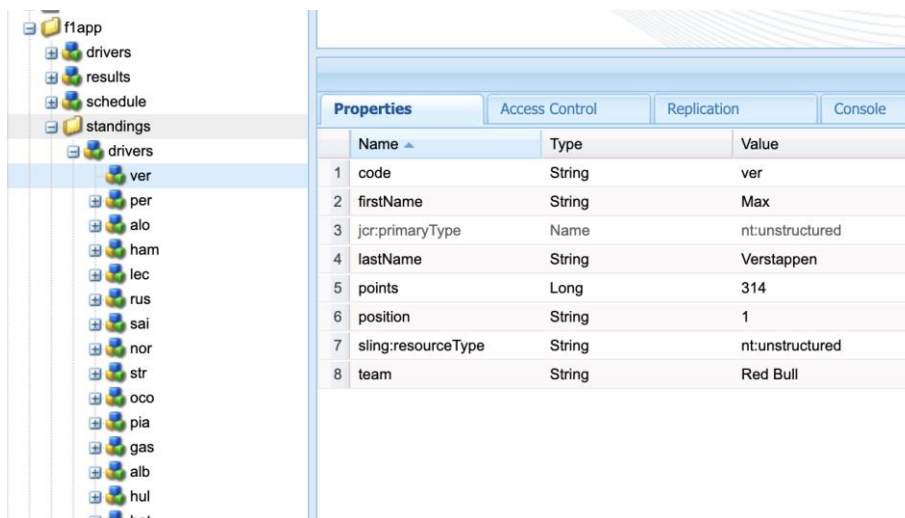 f1app
drivers
results
schedule
standings
drivers
ver
per
alo
ham
lec
rus
sai
nor
str
oco
pia
gas
alb
hul
Properties Access Control Replication Console
Name Type Value
1 code String ver
2 firstName String Max
3 jcr:primaryType Name nt:unstructured
4 lastName String Verstappen
5 points Long 314
6 position String 1
7 sling:resourceType String nt:unstructured
8 team String Red Bull